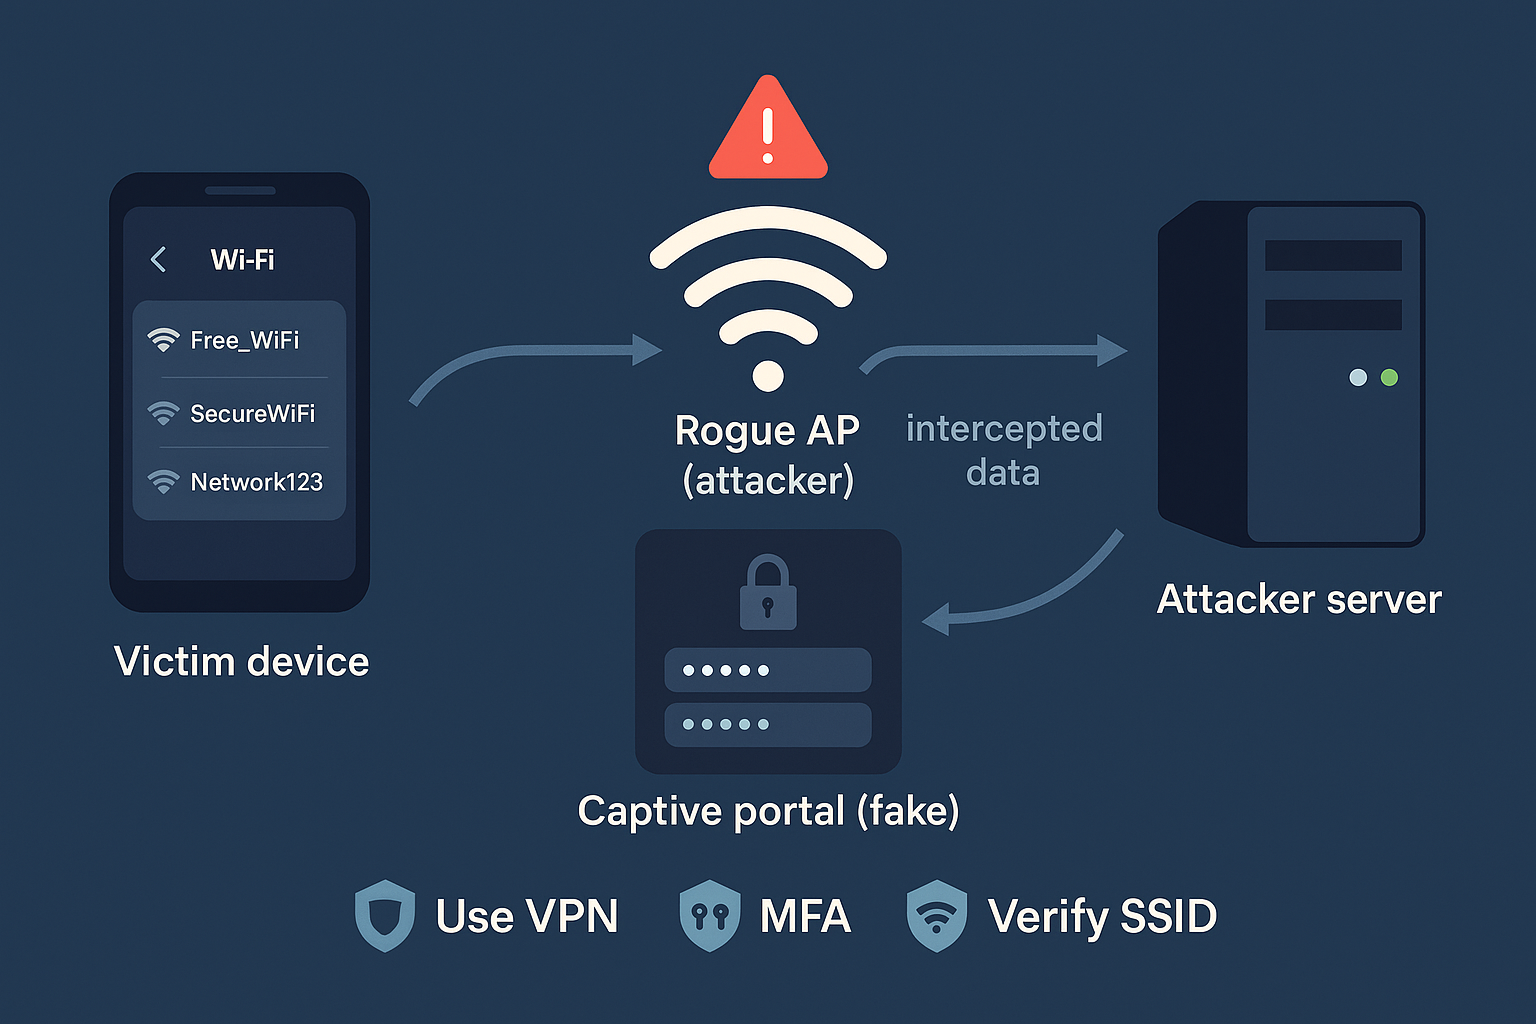 Wi-Fi
Free_WiFi
SecureWiFi
Network123
Victim device
Rogue AP
(attacker)
intercepted
data
Attacker server
Captive portal (fake)
Use VPN
MFA
Verify SSID